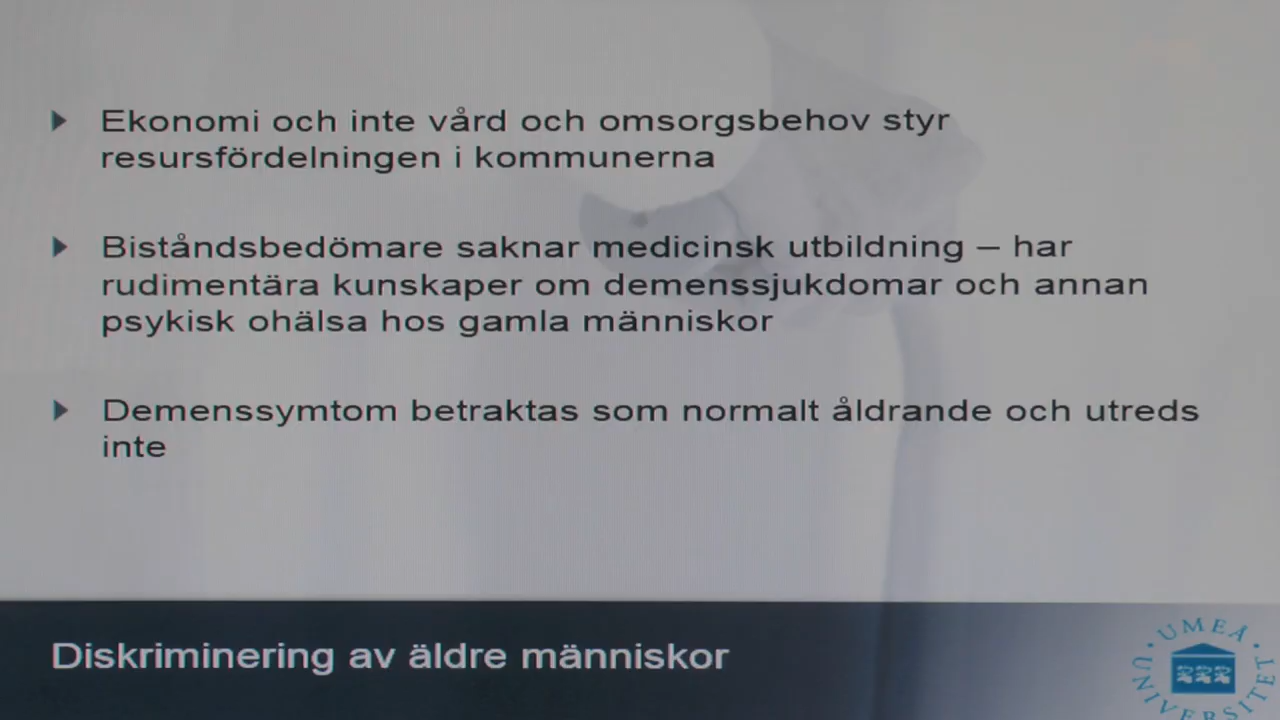 Ekonomi och inte vård och omsorgsbehov styr
resursfördelningen i kommunerna
Biståndsbedömare saknar medicinsk utbildning – har
rudimentära kunskaper om demenssjukdomar och annan
psykisk ohälsa hos gamla människor
Demenssymtom betraktas som normalt åldrande och utreds
inte
Diskriminering av äldre människor
UMEÅ
UNIVERSITET